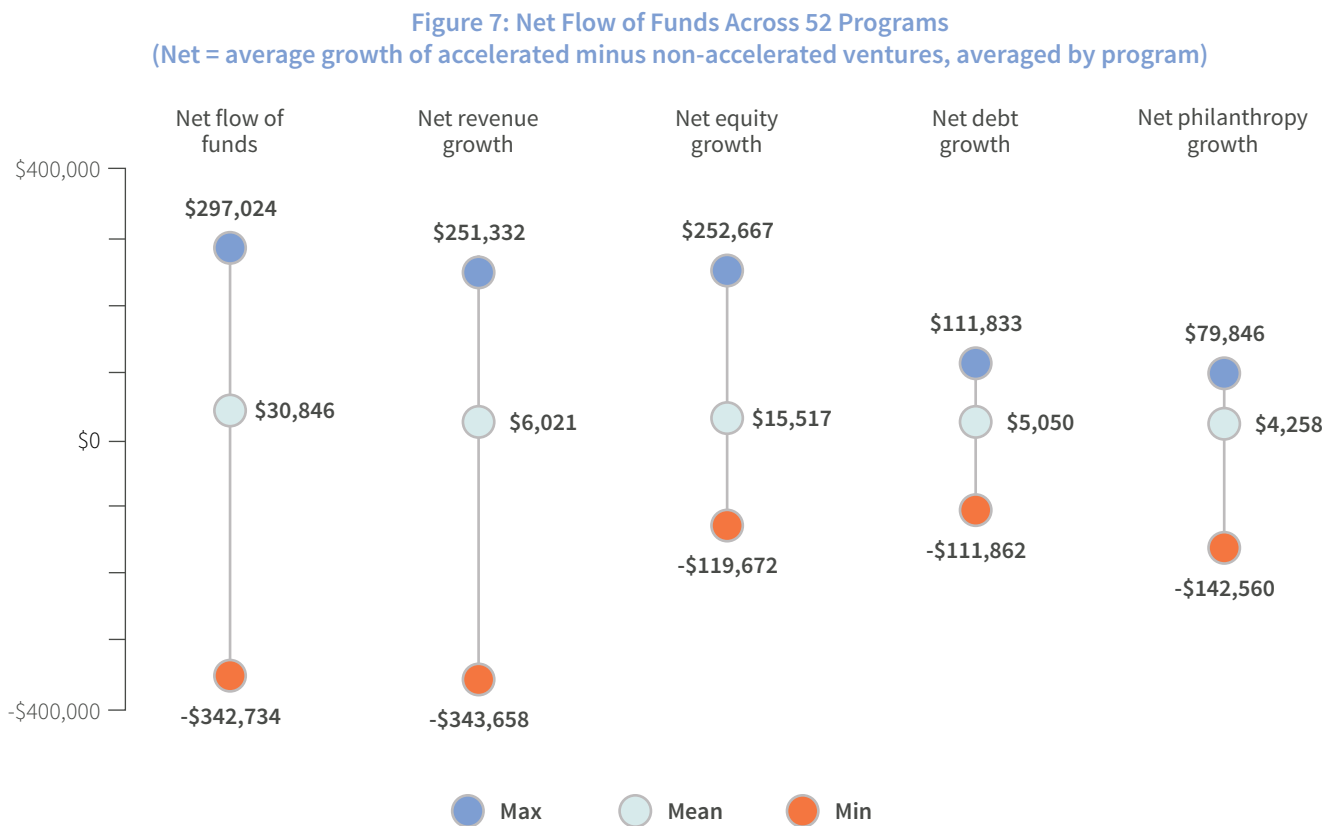 Figure 7: Net Flow of Funds Across 52 Programs
(Net = average growth of accelerated minus non-accelerated ventures, averaged by program)
Net flow of
funds
Net revenue
growth
Net equity
growth
Net debt
growth
Net philanthropy
growth
$400,000
$0
-$400,000
$297,024
$30,846
-$342,734
$251,332
$6,021
-$343,658
$252,667
$15,517
-$119,672
$111,833
$5,050
-$111,862
$79,846
$4,258
-$142,560
Max
Mean
Min